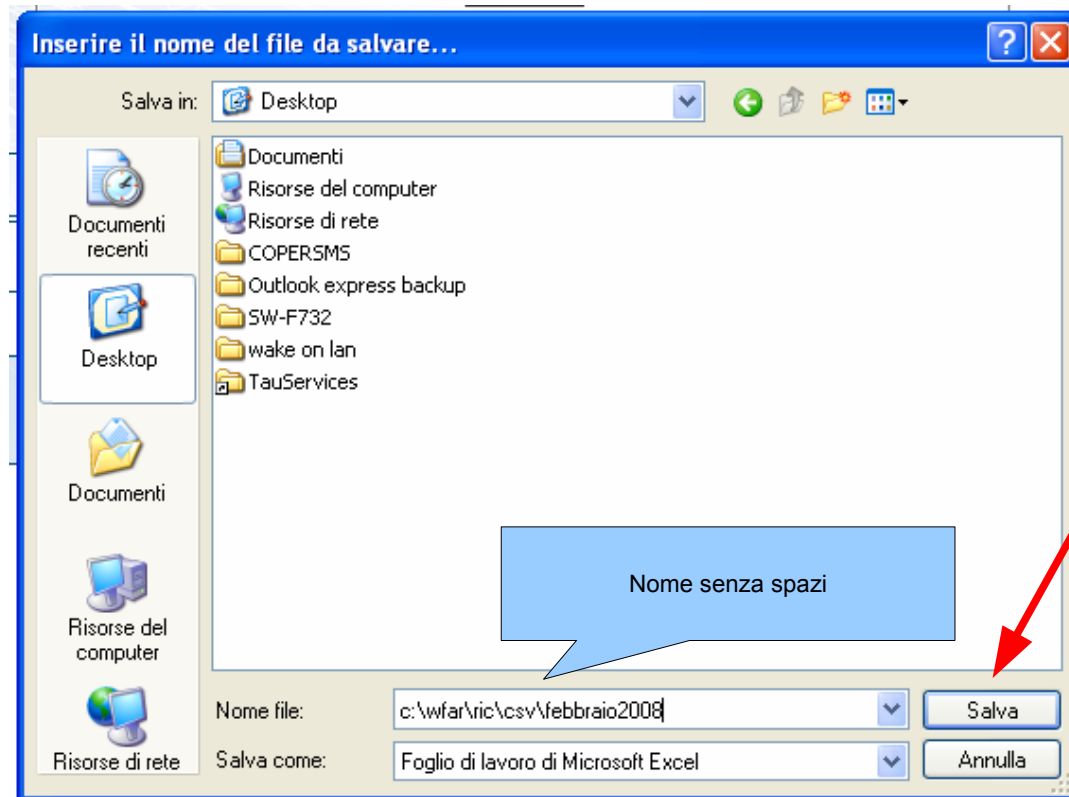 Inserire il nome del file da salvare...
Salva in:
Desktop
Documenti
recenti
Desktop
Documenti
Risorse del
computer
Risorse di rete
Documenti
Risorse del computer
Risorse di rete
COPERSMS
Outlook express backup
SW-F732
wake on lan
TauServices
Nome senza spazi
Nome file:
c:\wfar\ric\csv\febbraio2008
Salva
Salva come:
Foglio di lavoro di Microsoft Excel
Annulla